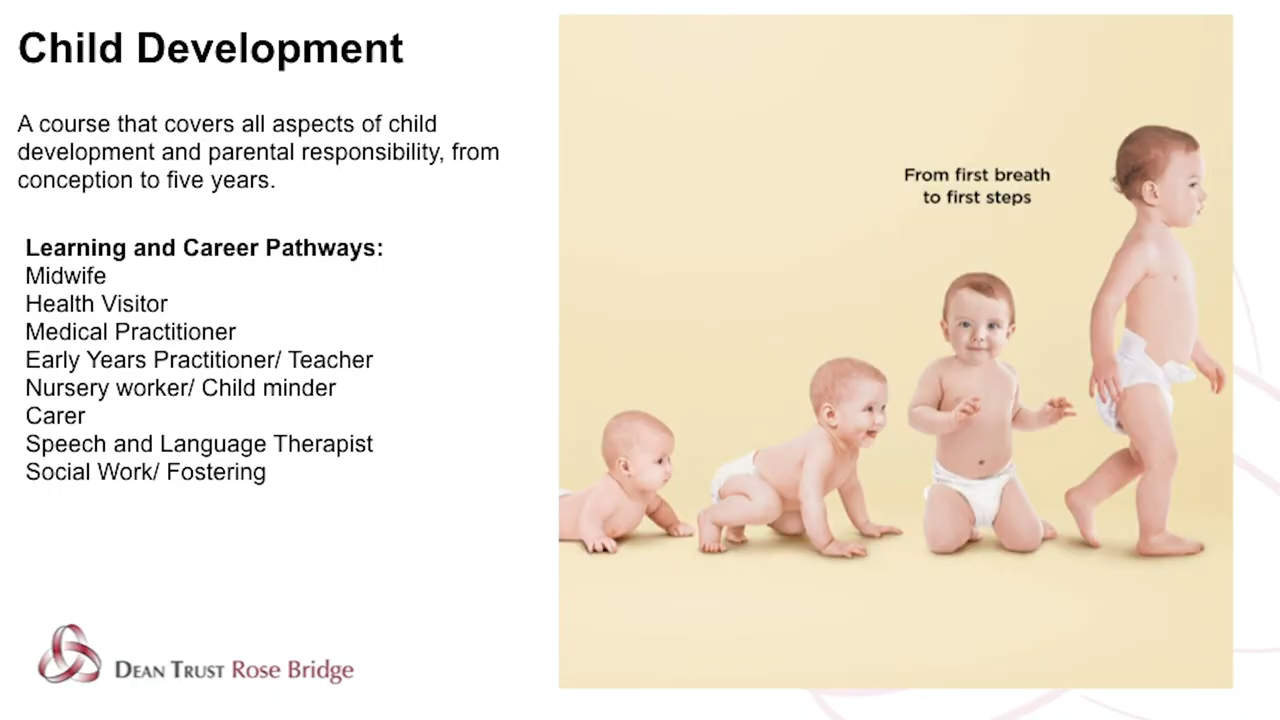 Child Development
A course that covers all aspects of child
development and parental responsibility, from
conception to five years.
Learning and Career Pathways:
Midwife
Health Visitor
Medical Practitioner
Early Years Practitioner/ Teacher
Nursery worker/ Child minder
Carer
Speech and Language Therapist
Social Work/ Fostering
From first breath
to first steps
DEAN TRUST Rose Bridge